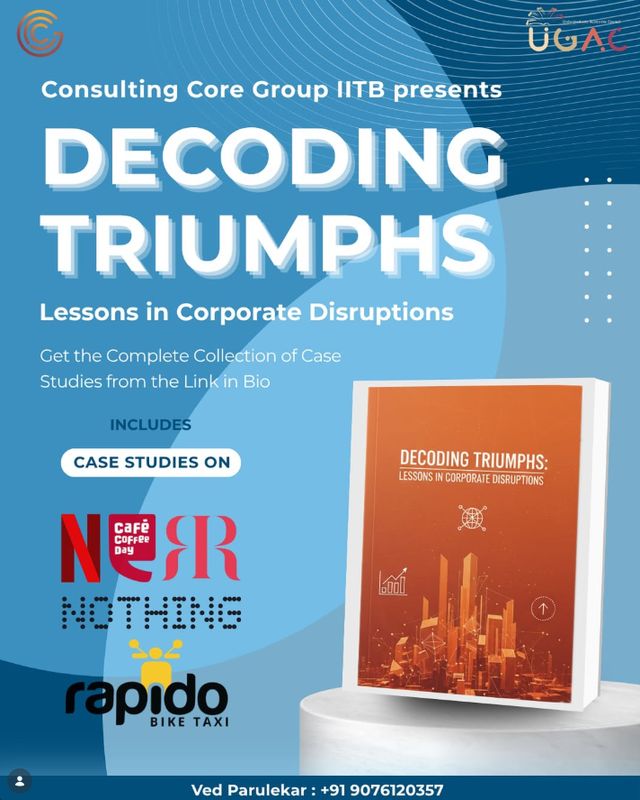 UGAC
Consulting Core Group IITB presents
DECODING
TRIUMPHS
Lessons in Corporate Disruptions
Get the Complete Collection of Case
Studies from the Link in Bio
INCLUDES
CASE STUDIES ON
N
Café
Coffee
Day
RR
NOTHING
rapido
BIKE TAXI
DECODING TRIUMPHS:
LESSONS IN CORPORATE DISRUPTIONS
Ved Parulekar : +91 9076120357